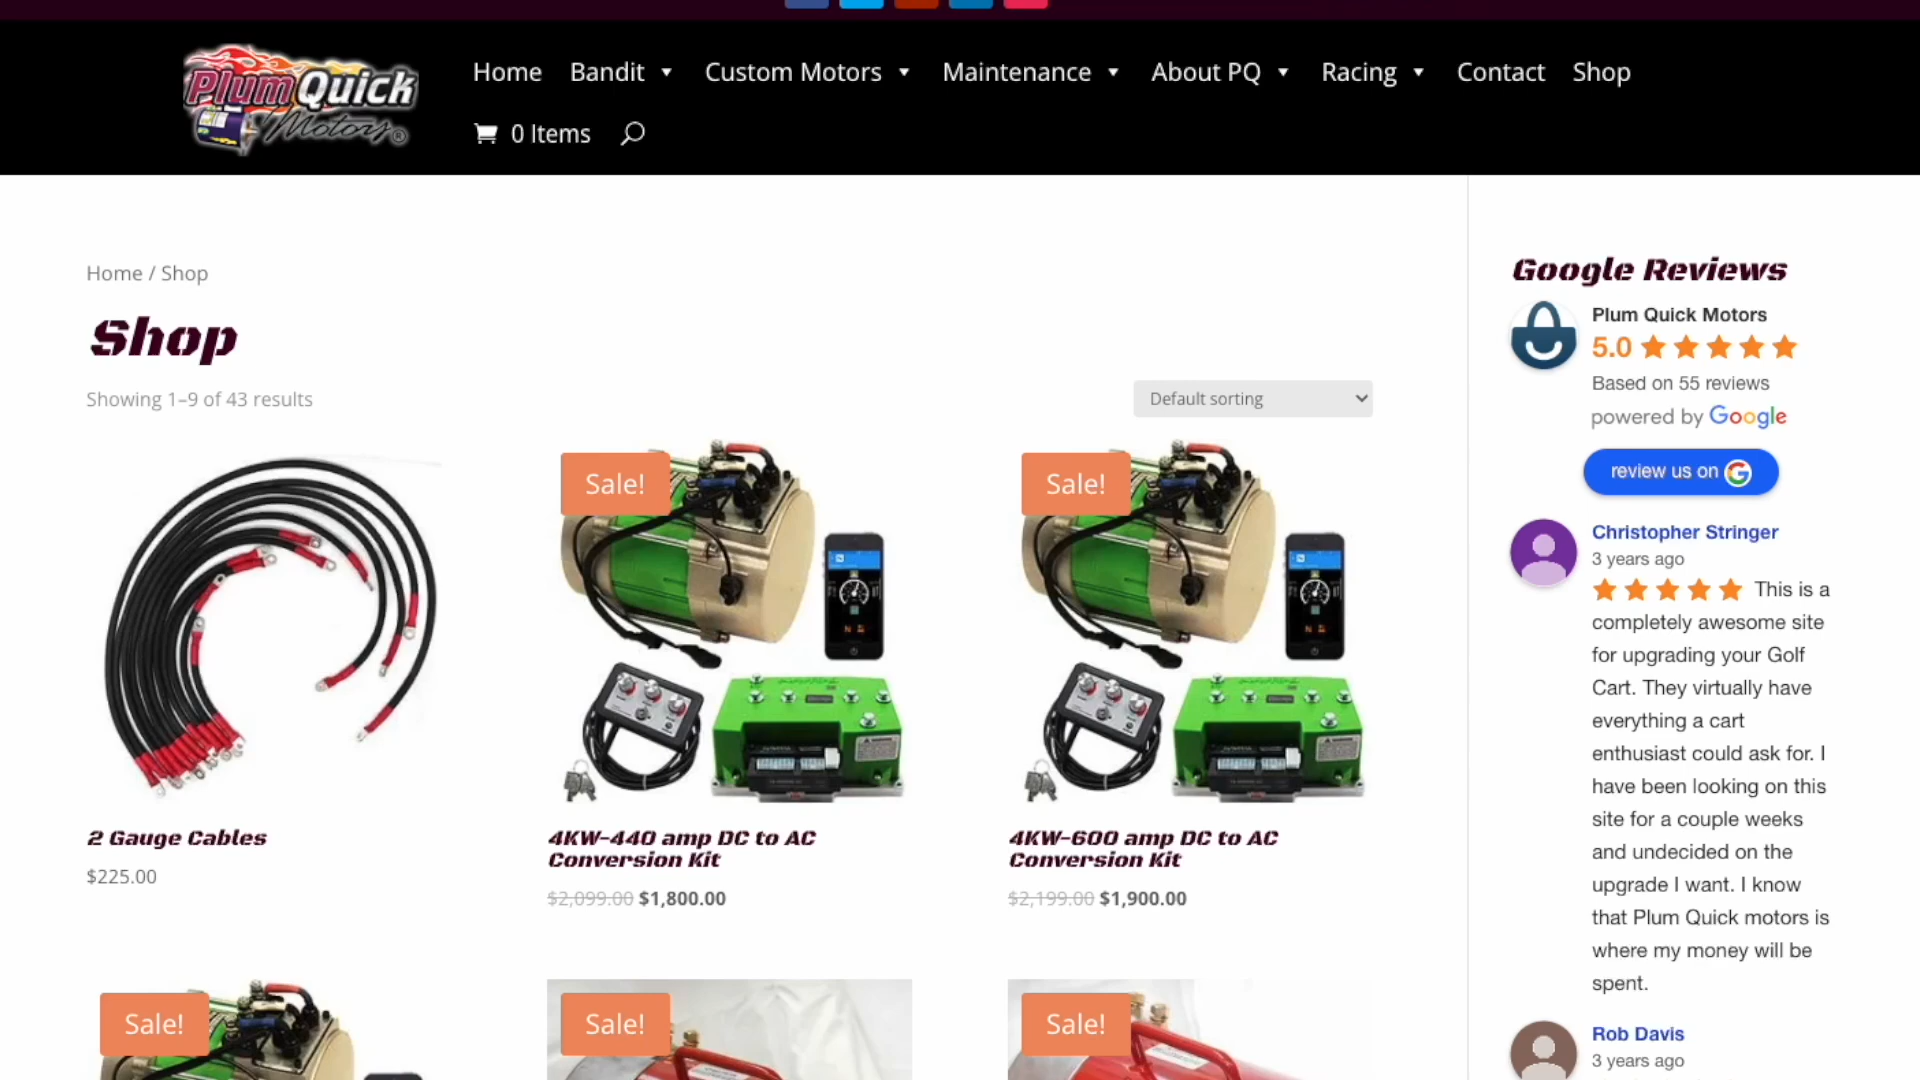 PlumQuick
Motors®
Home Bandit Custom Motors Maintenance About PQ Racing Contact Shop
0 Items
Home / Shop
Shop
Showing 1–9 of 43 results
Default sorting
Sale!
Sale!
2 Gauge Cables
$225.00
4KW-440 amp DC to AC
Conversion Kit
$2,099.00 $1,800.00
4KW-600 amp DC to AC
Conversion Kit
$2,199.00 $1,900.00
Sale!
Sale!
Sale!
Google Reviews
Plum Quick Motors
5.0
Based on 55 reviews
powered by Google
review us on G
Christopher Stringer
3 years ago
This is a
completely awesome site
for upgrading your Golf
Cart. They virtually have
everything a cart
enthusiast could ask for. I
have been looking on this
site for a couple weeks
and undecided on the
upgrade I want. I know
that Plum Quick motors is
where my money will be
spent.
Rob Davis
3 years ago